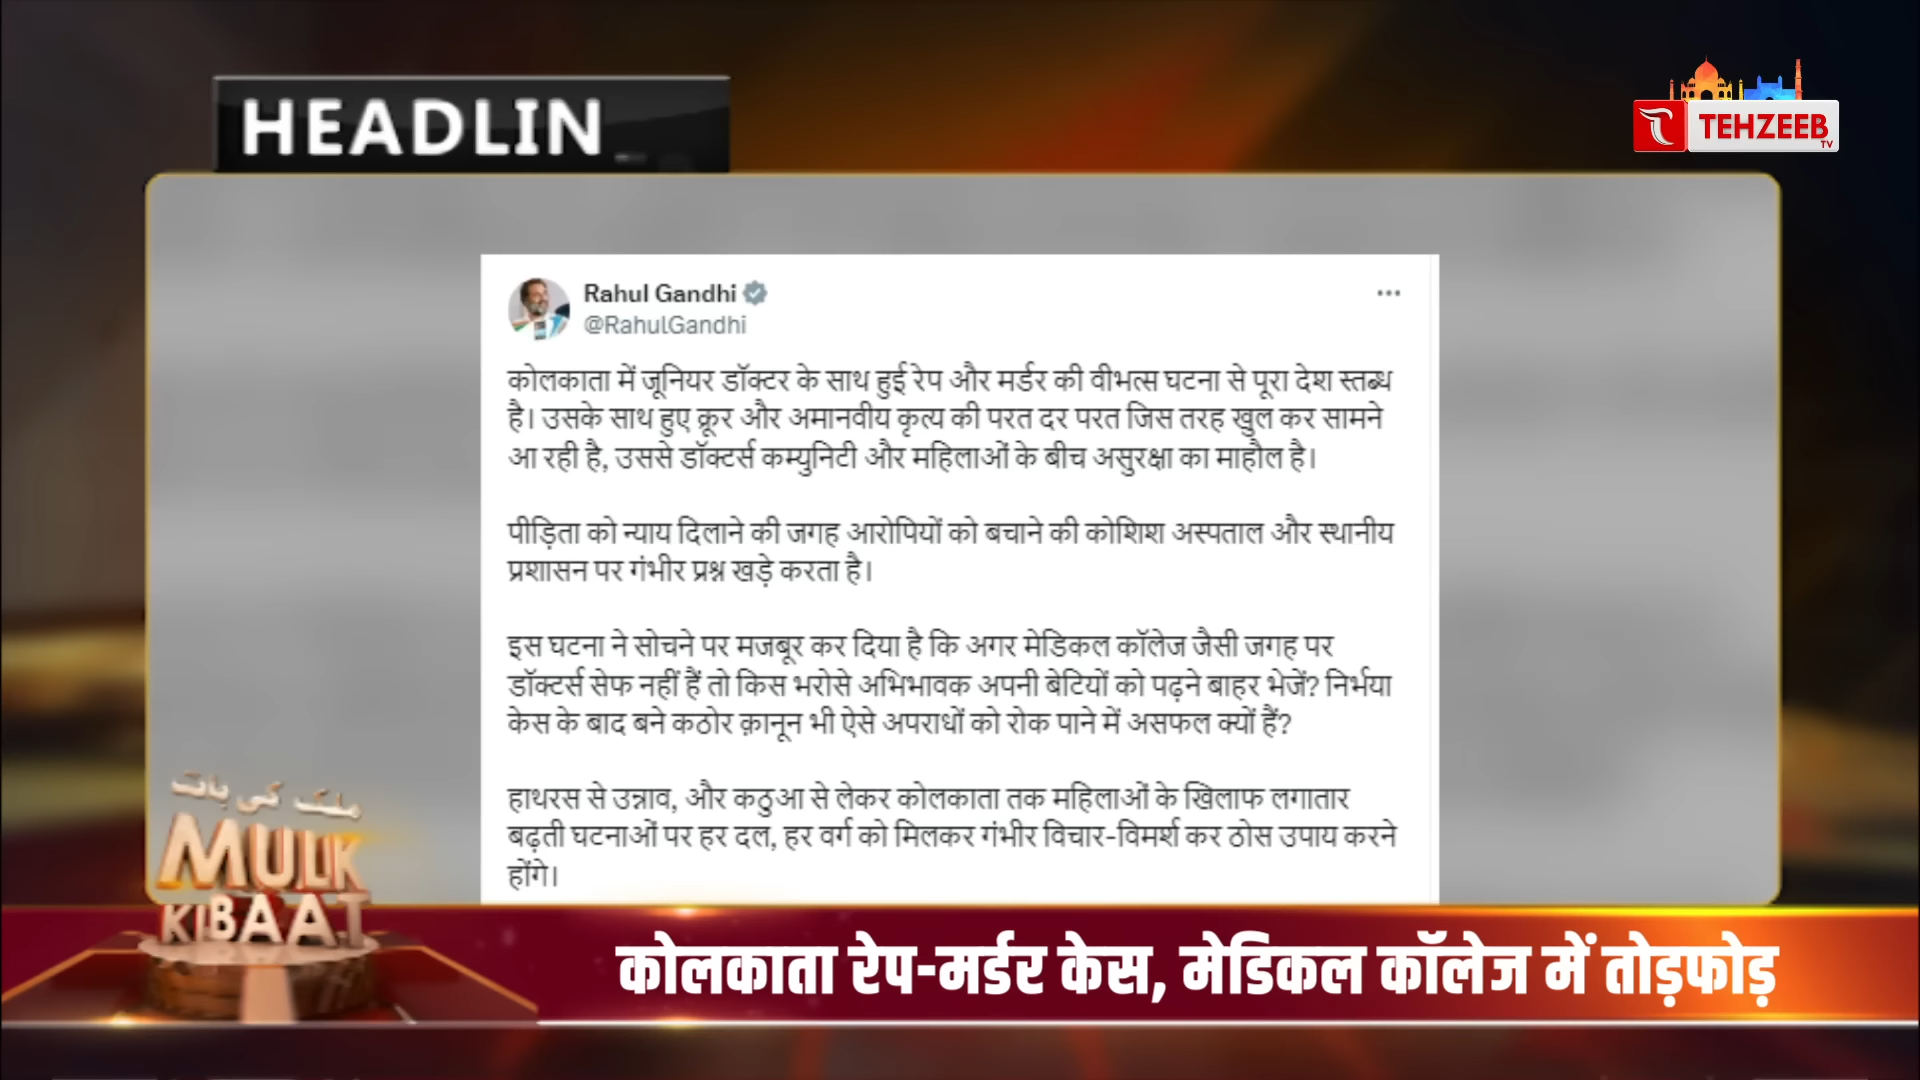 HEADLIN
TEHZEEB
TV
Rahul Gandhi
@RahulGandhi
कोलकाता में जूनियर डॉक्टर के साथ हुई रेप और मर्डर की वीभत्स घटना से पूरा देश स्तब्ध
है। उसके साथ हुए क्रूर और अमानवीय कृत्य की परत दर परत जिस तरह खुल कर सामने
आ रही है, उससे डॉक्टर्स कम्युनिटी और महिलाओं के बीच असुरक्षा का माहौल है।
पीड़िता को न्याय दिलाने की जगह आरोपियों को बचाने की कोशिश अस्पताल और स्थानीय
प्रशासन पर गंभीर प्रश्न खड़े करता है।
इस घटना ने सोचने पर मजबूर कर दिया है कि अगर मेडिकल कॉलेज जैसी जगह पर
डॉक्टर्स सेफ नहीं हैं तो किस भरोसे अभिभावक अपनी बेटियों को पढ़ने बाहर भेजें? निर्भया
केस के बाद बने कठोर क़ानून भी ऐसे अपराधों को रोक पाने में असफल क्यों हैं?
हाथरस से उन्नाव, और कठुआ से लेकर कोलकाता तक महिलाओं के खिलाफ लगातार
बढ़ती घटनाओं पर हर दल, हर वर्ग को मिलकर गंभीर विचार-विमर्श कर ठोस उपाय करने
होंगे।
ملک کی بات
MULK
KI BAAT
कोलकाता रेप-मर्डर केस, मेडिकल कॉलेज में तोड़फोड़